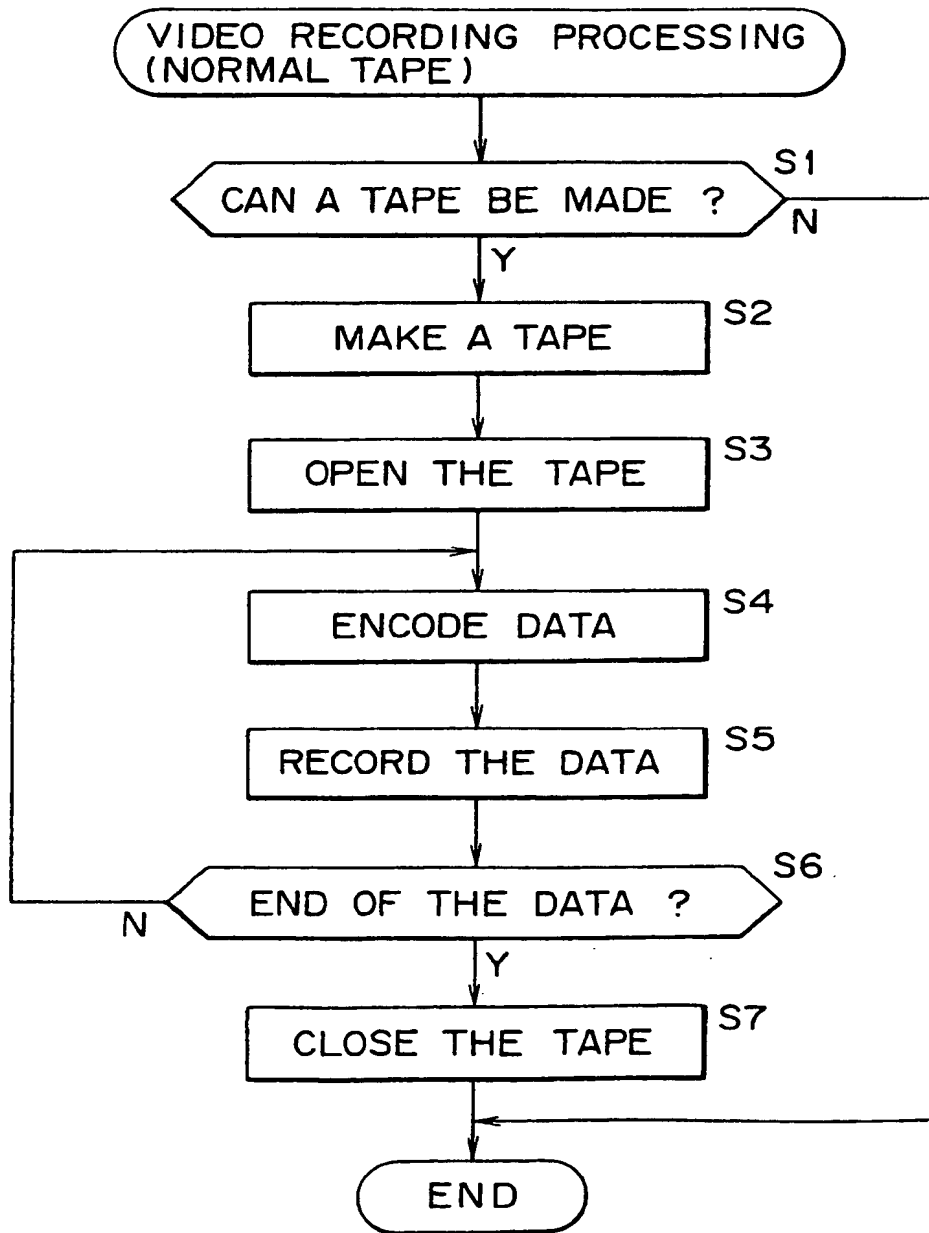 VIDEO RECORDING PROCESSING
(NORMAL TAPE)
S1
CAN A TAPE BE MADE ?
N
Y
S2
MAKE A TAPE
S3
OPEN THE TAPE
S4
ENCODE DATA
S5
RECORD THE DATA
S6
END OF THE DATA ?
N
Y
S7
CLOSE THE TAPE
END